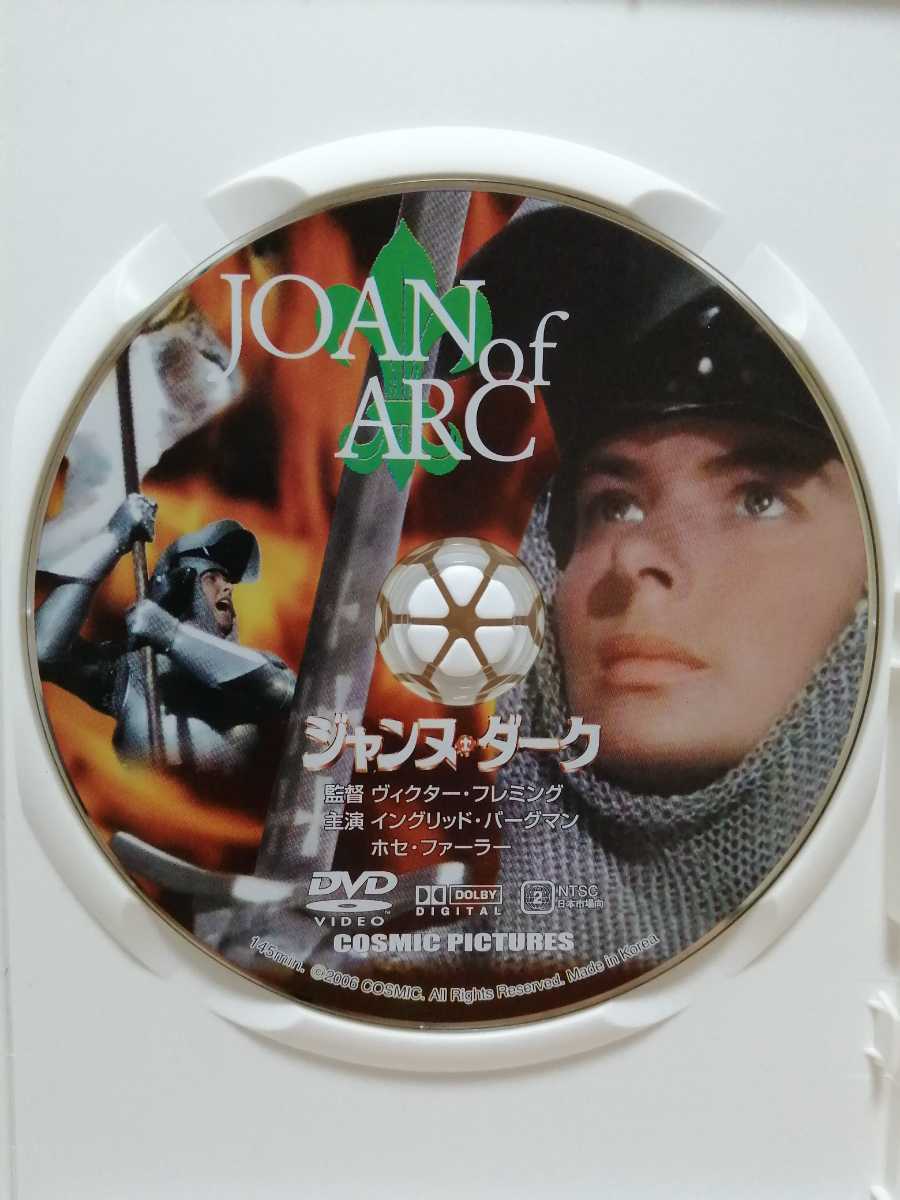 JOAN of
ARC
ジャンヌ・ダーク
監督 ヴィクター・フレミング
主演 イングリッド・バーグマン
ホセ・ファーラー
DVD
VIDEO
DOLBY
DIGITAL
2
NTSC
日本市場向
COSMIC PICTURES
145min. ©2006 COSMIC. All Rights Reserved. Made in Korea